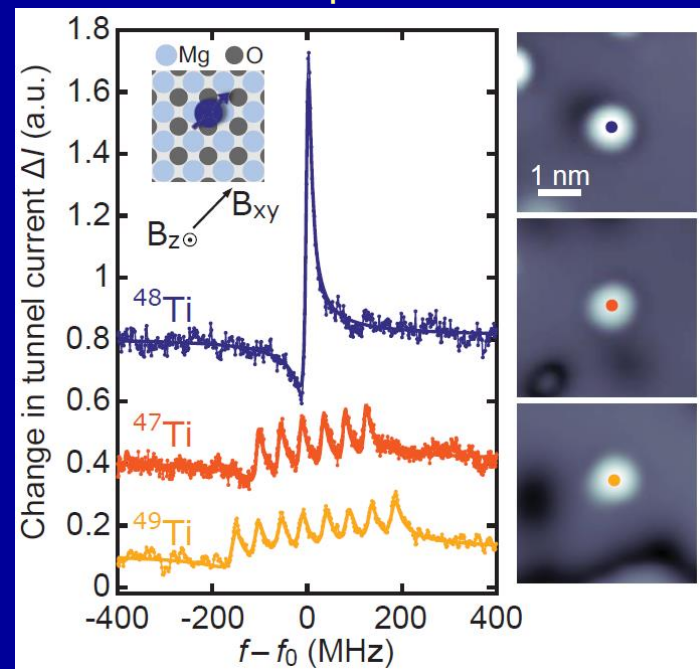 1.8
1.6
1.4
1.2
1
0.8
0.6
0.4
0.2
0
Change in tunnel current ΔI (a.u.)
Mg O
Bxy
Bz
⁴⁸Ti
⁴⁷Ti
⁴⁹Ti
-400 -200 0 200 400
f – f₀ (MHz)
1 nm